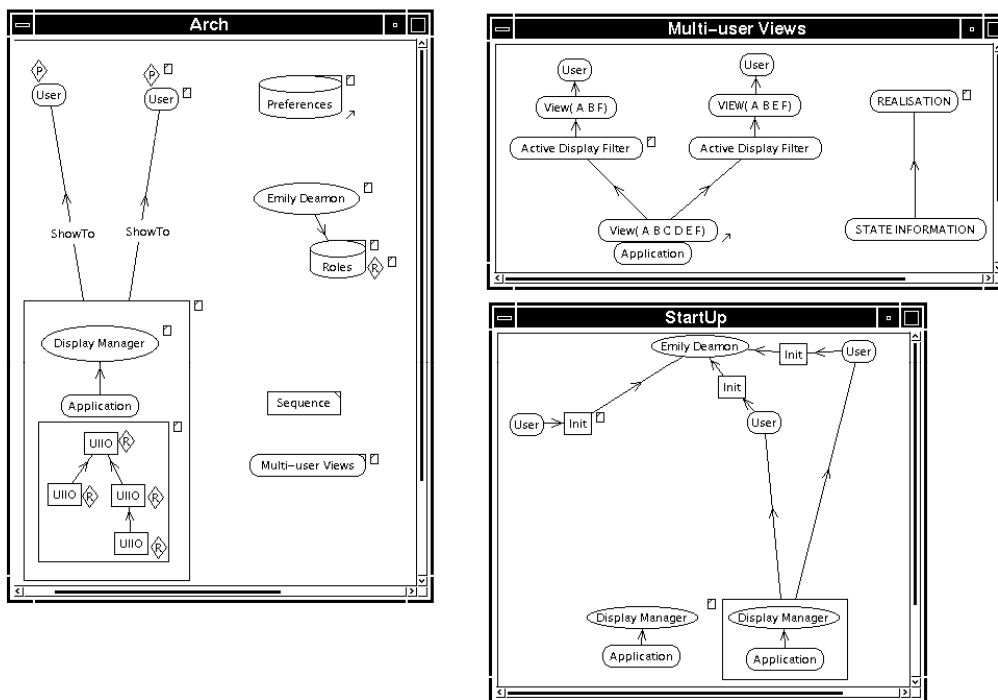 Arch
P
P
User
User
Preferences
Emily Deamon
ShowTo
ShowTo
Roles
R
Display Manager
Application
Sequence
UIIO
R
Multi-user Views
UIIO
R
UIIO
R
UIIO
R
Multi-user Views
User
User
View( A B F)
VIEW( A B E F)
REALISATION
Active Display Filter
Active Display Filter
View( A B C D E F)
STATE INFORMATION
Application
StartUp
Emily Deamon
Init
User
Init
User
Init
User
Display Manager
Display Manager
Application
Application